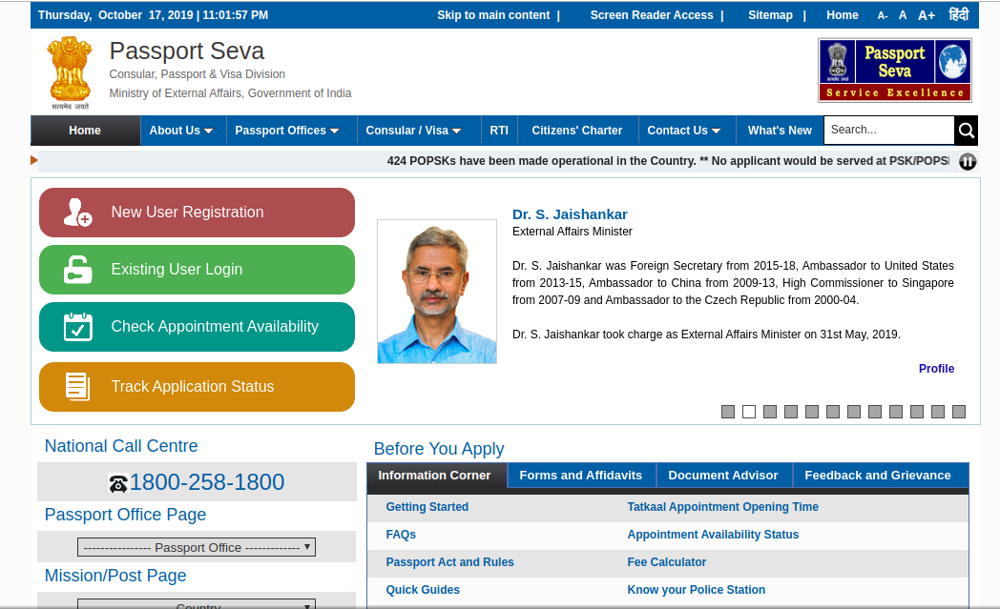 Thursday, October 17, 2019 | 11:01:57 PM
Skip to main content | Screen Reader Access | Sitemap | Home A- A A+ हिंदी
Passport Seva
Consular, Passport & Visa Division
Ministry of External Affairs, Government of India
सत्यमेव जयते
Passport
Seva
Service Excellence
Home About Us Passport Offices Consular / Visa RTI Citizens' Charter Contact Us What's New Search...
424 POPSKs have been made operational in the Country. ** No applicant would be served at PSK/POPS
New User Registration
Existing User Login
Check Appointment Availability
Track Application Status
Dr. S. Jaishankar
External Affairs Minister
Dr. S. Jaishankar was Foreign Secretary from 2015-18, Ambassador to United States
from 2013-15, Ambassador to China from 2009-13, High Commissioner to Singapore
from 2007-09 and Ambassador to the Czech Republic from 2000-04.
Dr. S. Jaishankar took charge as External Affairs Minister on 31st May, 2019.
Profile
National Call Centre
1800-258-1800
Passport Office Page
---------------- Passport Office -------------
Mission/Post Page
Country
Before You Apply
Information Corner Forms and Affidavits Document Advisor Feedback and Grievance
Getting Started Tatkaal Appointment Opening Time
FAQs Appointment Availability Status
Passport Act and Rules Fee Calculator
Quick Guides Know your Police Station